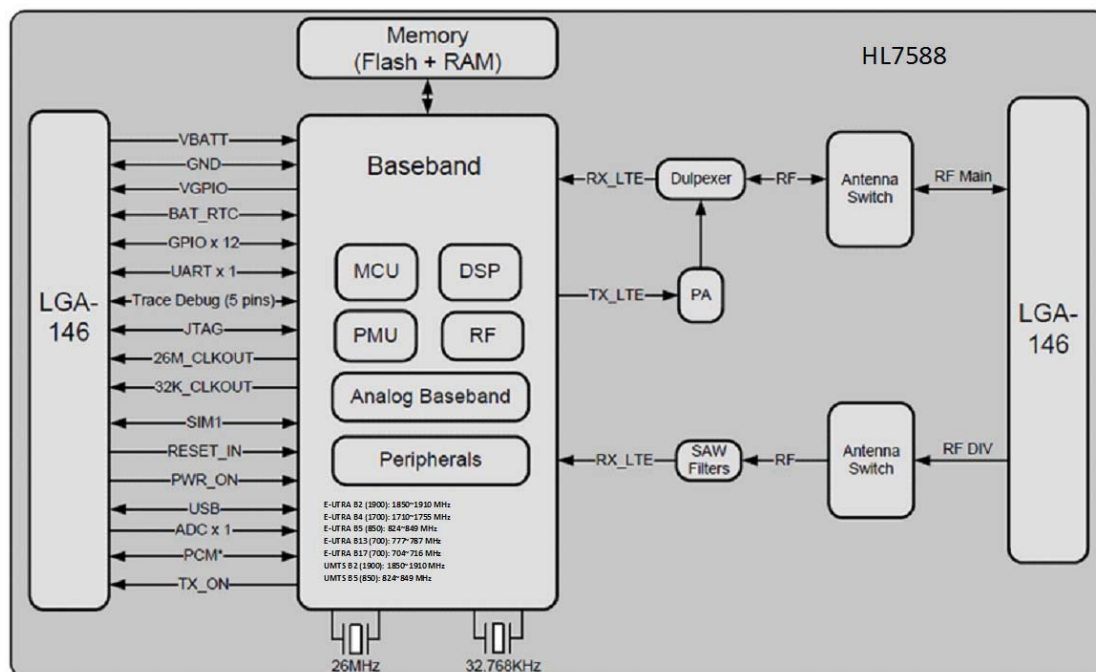 Memory
(Flash + RAM)
HL7588
LGA-
146
VBATT
GND
VGPIO
BAT_RTC
GPIO x 12
UART x 1
Trace Debug (5 pins)
JTAG
26M_CLKOUT
32K_CLKOUT
SIM1
RESET_IN
PWR_ON
USB
ADC x 1
PCM*
TX_ON
Baseband
MCU
DSP
PMU
RF
Analog Baseband
Peripherals
E-UTRA B2 (1900): 1850~1910 MHz
E-UTRA B4 (1700): 1710~1755 MHz
E-UTRA B5 (850): 824~849 MHz
E-UTRA B13 (700): 777~787 MHz
E-UTRA B17 (700): 704~716 MHz
UMTS B2 (1900): 1850~1910 MHz
UMTS B5 (850): 824~849 MHz
26MHz
32.768KHz
RX_LTE
Dulpexer
RF
Antenna
Switch
RF Main
TX_LTE
PA
RX_LTE
SAW
Filters
RF
Antenna
Switch
RF DIV
LGA-
146